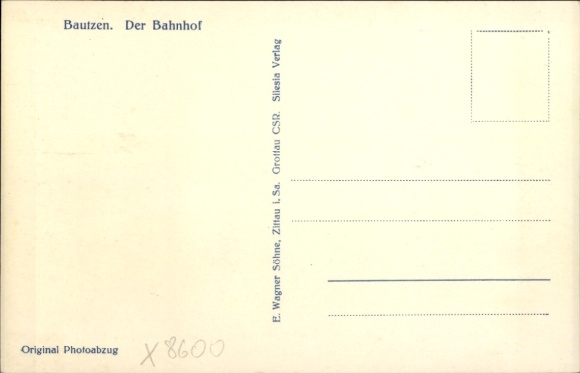 Bautzen. Der Bahnhof
E. Wagner Söhne, Zittau i. Sa. Grottau CSR. Silesia Verlag
Original Photoabzug
X 8600